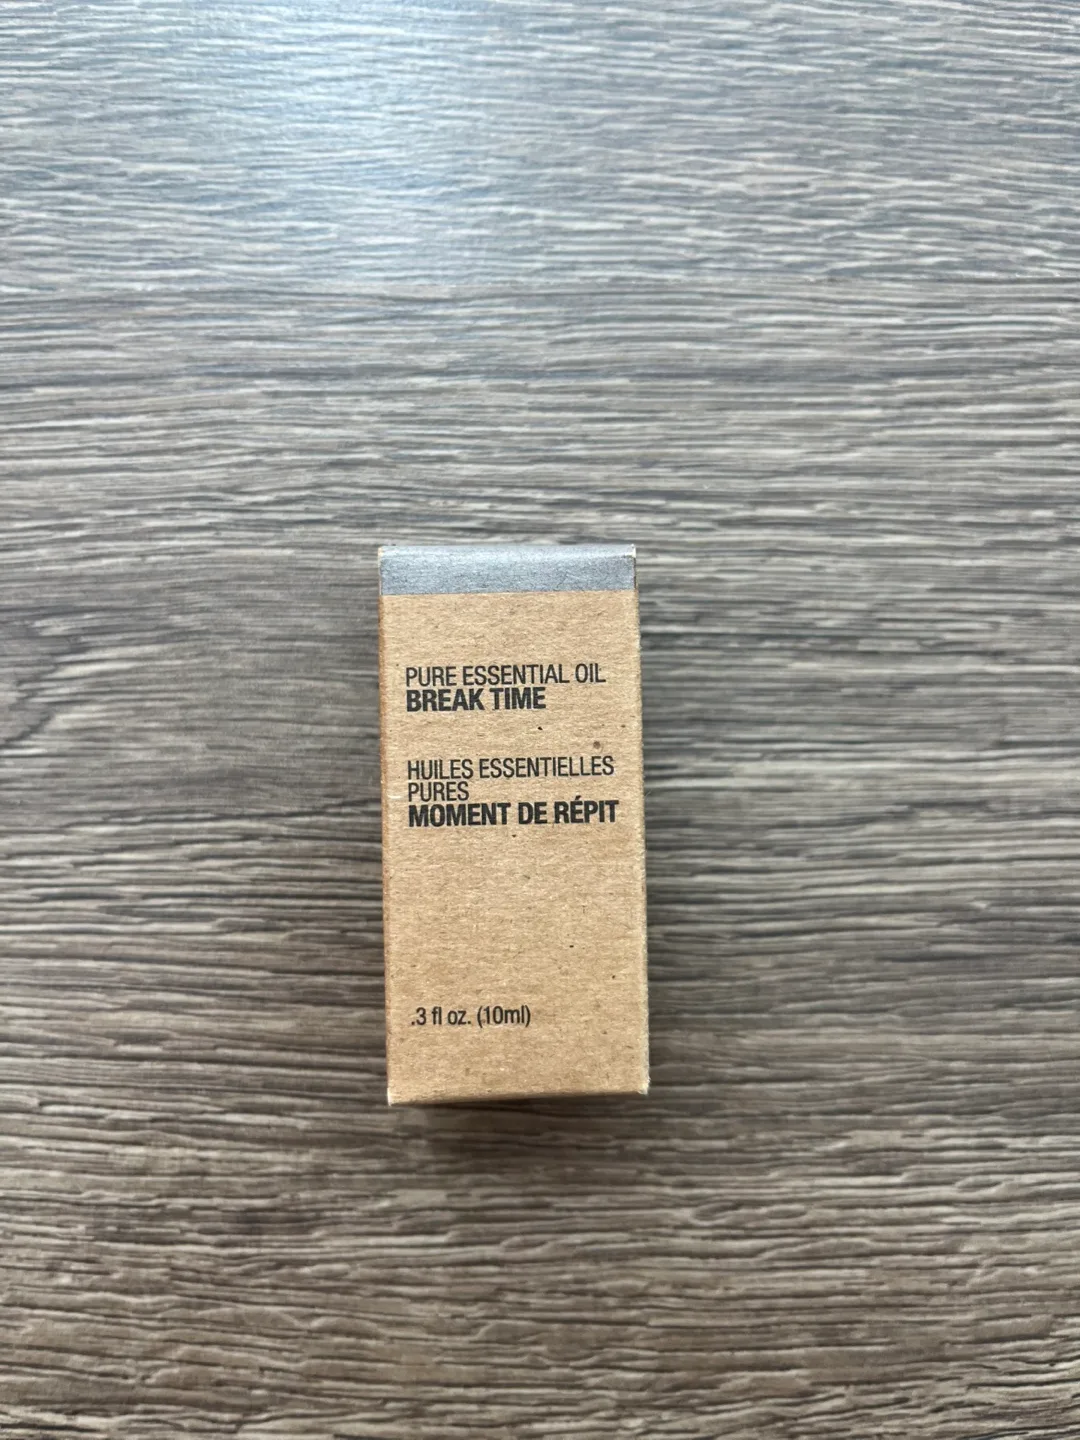 PURE ESSENTIAL OIL
BREAK TIME
HUILES ESSENTIELLES
PURES
MOMENT DE RÉPIT
.3 fl oz. (10ml)